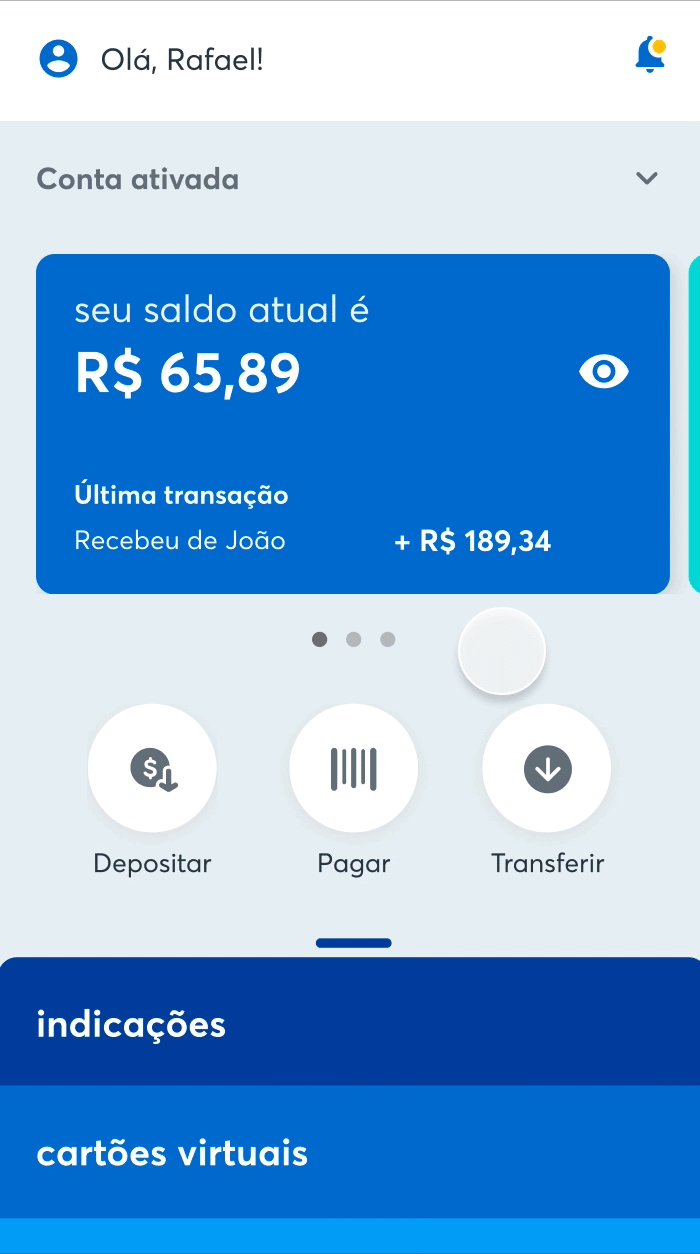 Olá, Rafael!
Conta ativada
seu saldo atual é
R$ 65,89
Última transação
Recebeu de João + R$ 189,34
$
Depositar Pagar Transferir
indicações
cartões virtuais